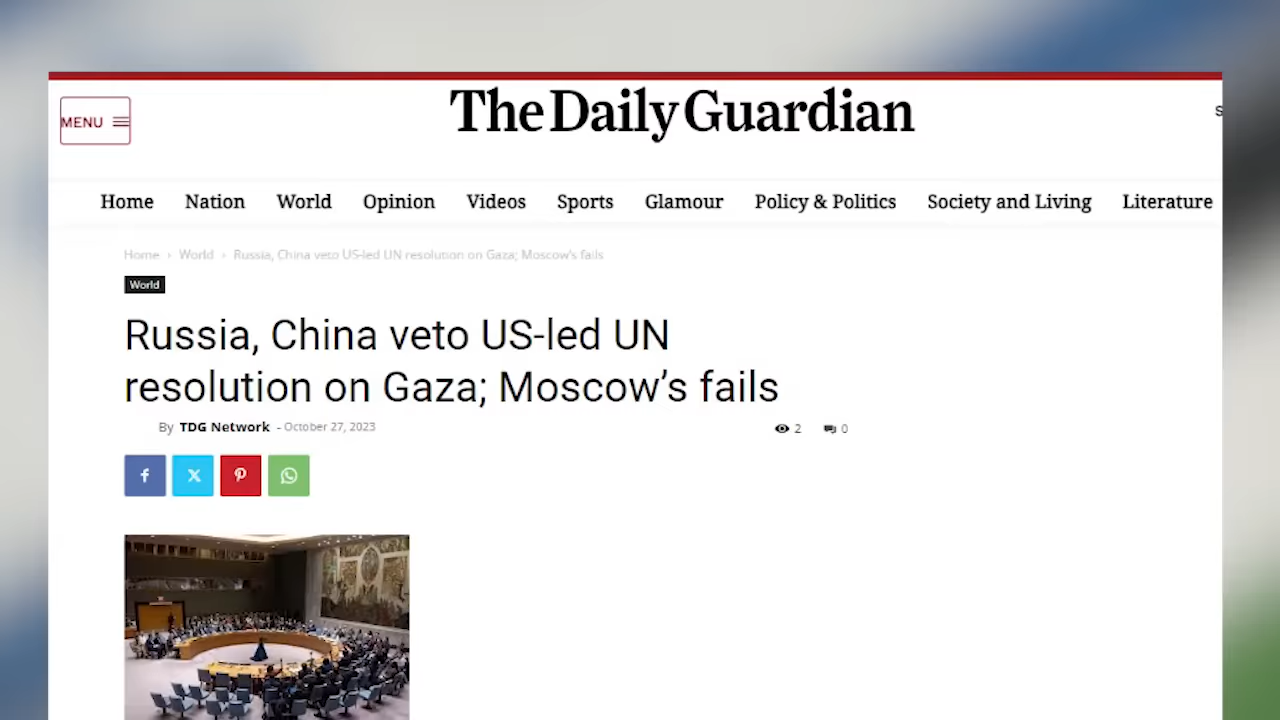 The Daily Guardian
MENU
Home Nation World Opinion Videos Sports Glamour Policy & Politics Society and Living Literature
Home › World › Russia, China veto US-led UN resolution on Gaza; Moscow's fails
World
Russia, China veto US-led UN
resolution on Gaza; Moscow’s fails
By TDG Network - October 27, 2023 2 0